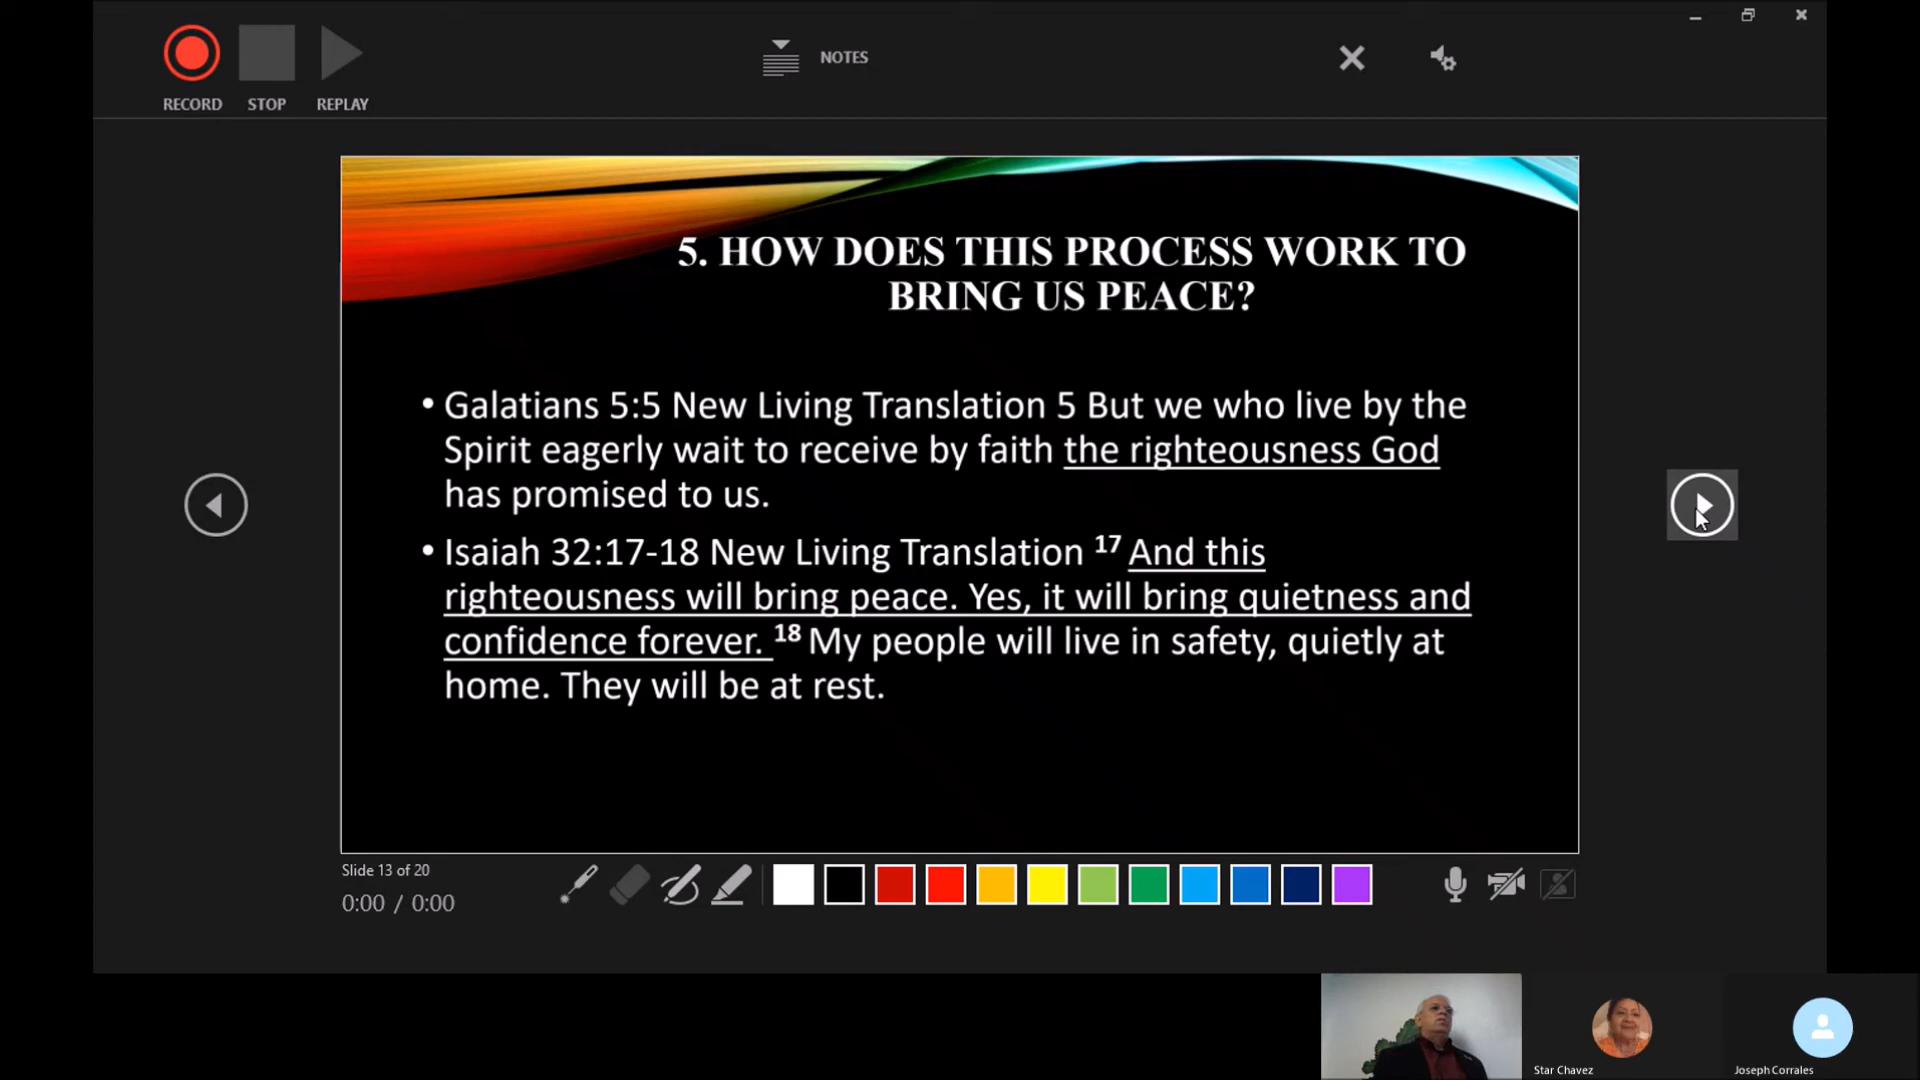 NOTES
RECORD STOP REPLAY
5. HOW DOES THIS PROCESS WORK TO
BRING US PEACE?
• Galatians 5:5 New Living Translation 5 But we who live by the
Spirit eagerly wait to receive by faith the righteousness God
has promised to us.
• Isaiah 32:17-18 New Living Translation 17 And this
righteousness will bring peace. Yes, it will bring quietness and
confidence forever. 18 My people will live in safety, quietly at
home. They will be at rest.
Slide 13 of 20
0:00 / 0:00
Star Chavez
Joseph Corrales